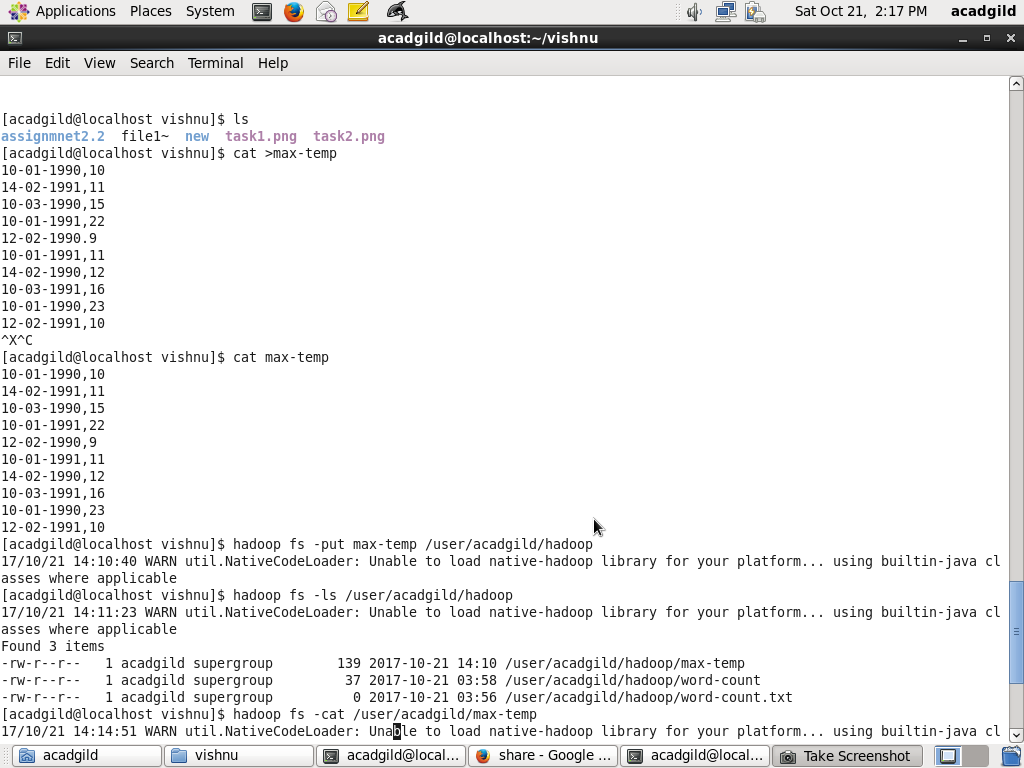 Applications Places System Sat Oct 21, 2:17 PM acadgild
acadgild@localhost:~/vishnu
File Edit View Search Terminal Help
[acadgild@localhost vishnu]$ ls
assignmnet2.2 file1~ new task1.png task2.png
[acadgild@localhost vishnu]$ cat >max-temp
10-01-1990,10
14-02-1991,11
10-03-1990,15
10-01-1991,22
12-02-1990.9
10-01-1991,11
14-02-1990,12
10-03-1991,16
10-01-1990,23
12-02-1991,10
^X^C
[acadgild@localhost vishnu]$ cat max-temp
10-01-1990,10
14-02-1991,11
10-03-1990,15
10-01-1991,22
12-02-1990,9
10-01-1991,11
14-02-1990,12
10-03-1991,16
10-01-1990,23
12-02-1991,10
[acadgild@localhost vishnu]$ hadoop fs -put max-temp /user/acadgild/hadoop
17/10/21 14:10:40 WARN util.NativeCodeLoader: Unable to load native-hadoop library for your platform... using builtin-java cl
asses where applicable
[acadgild@localhost vishnu]$ hadoop fs -ls /user/acadgild/hadoop
17/10/21 14:11:23 WARN util.NativeCodeLoader: Unable to load native-hadoop library for your platform... using builtin-java cl
asses where applicable
Found 3 items
-rw-r--r-- 1 acadgild supergroup 139 2017-10-21 14:10 /user/acadgild/hadoop/max-temp
-rw-r--r-- 1 acadgild supergroup 37 2017-10-21 03:58 /user/acadgild/hadoop/word-count
-rw-r--r-- 1 acadgild supergroup 0 2017-10-21 03:56 /user/acadgild/hadoop/word-count.txt
[acadgild@localhost vishnu]$ hadoop fs -cat /user/acadgild/max-temp
17/10/21 14:14:51 WARN util.NativeCodeLoader: Unable to load native-hadoop library for your platform... using builtin-java cl
acadgild vishnu acadgild@local... share - Google ... acadgild@local... Take Screenshot